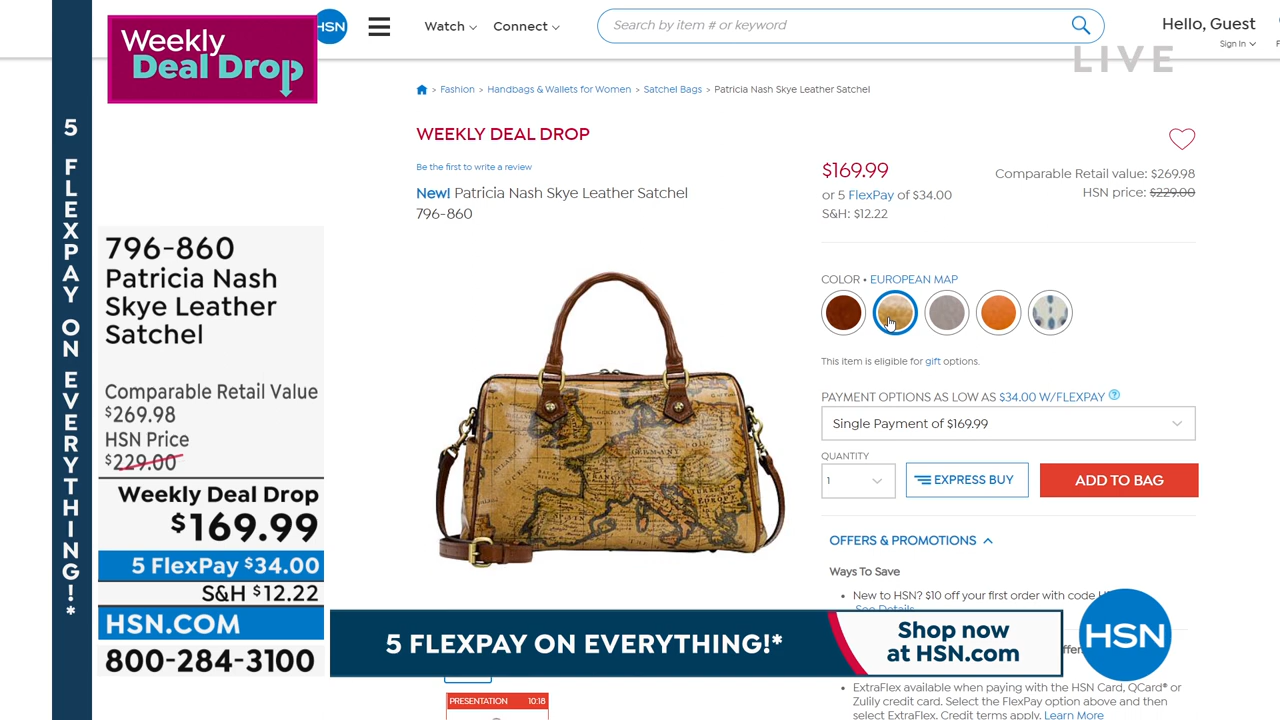 Weekly
Deal Drop
HSN
Watch
Connect
Search by item # or keyword
Hello, Guest
Sign In
LIVE
5 FLEXPAY ON EVERYTHING!*
Fashion > Handbags & Wallets for Women > Satchel Bags > Patricia Nash Skye Leather Satchel
WEEKLY DEAL DROP
Be the first to write a review
New! Patricia Nash Skye Leather Satchel
796-860
$169.99
or 5 FlexPay of $34.00
S&H: $12.22
Comparable Retail value: $269.98
HSN price: $229.00
COLOR • EUROPEAN MAP
This item is eligible for gift options.
PAYMENT OPTIONS AS LOW AS $34.00 W/FLEXPAY ?
Single Payment of $169.99
QUANTITY
1
EXPRESS BUY
ADD TO BAG
OFFERS & PROMOTIONS
Ways To Save
• New to HSN? $10 off your first order with code
See Details
• ExtraFlex available when paying with the HSN Card, QCard® or
Zulily credit card. Select the FlexPay option above and then
select ExtraFlex. Credit terms apply. Learn More
796-860
Patricia Nash
Skye Leather
Satchel
Comparable Retail Value
$269.98
HSN Price
$229.00
Weekly Deal Drop
$169.99
5 FlexPay $34.00
S&H $12.22
HSN.COM
800-284-3100
GERMANY
5 FLEXPAY ON EVERYTHING!*
Shop now
at HSN.com
HSN
PRESENTATION 10:18